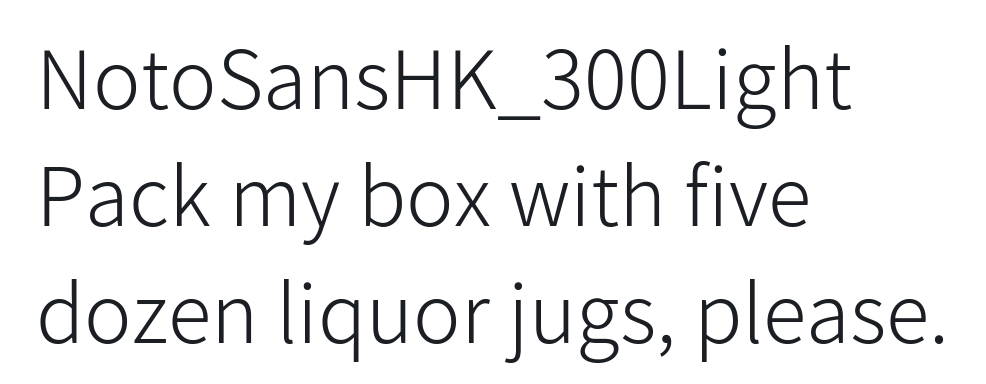 NotoSansHK_300Light
Pack my box with five
dozen liquor jugs, please.